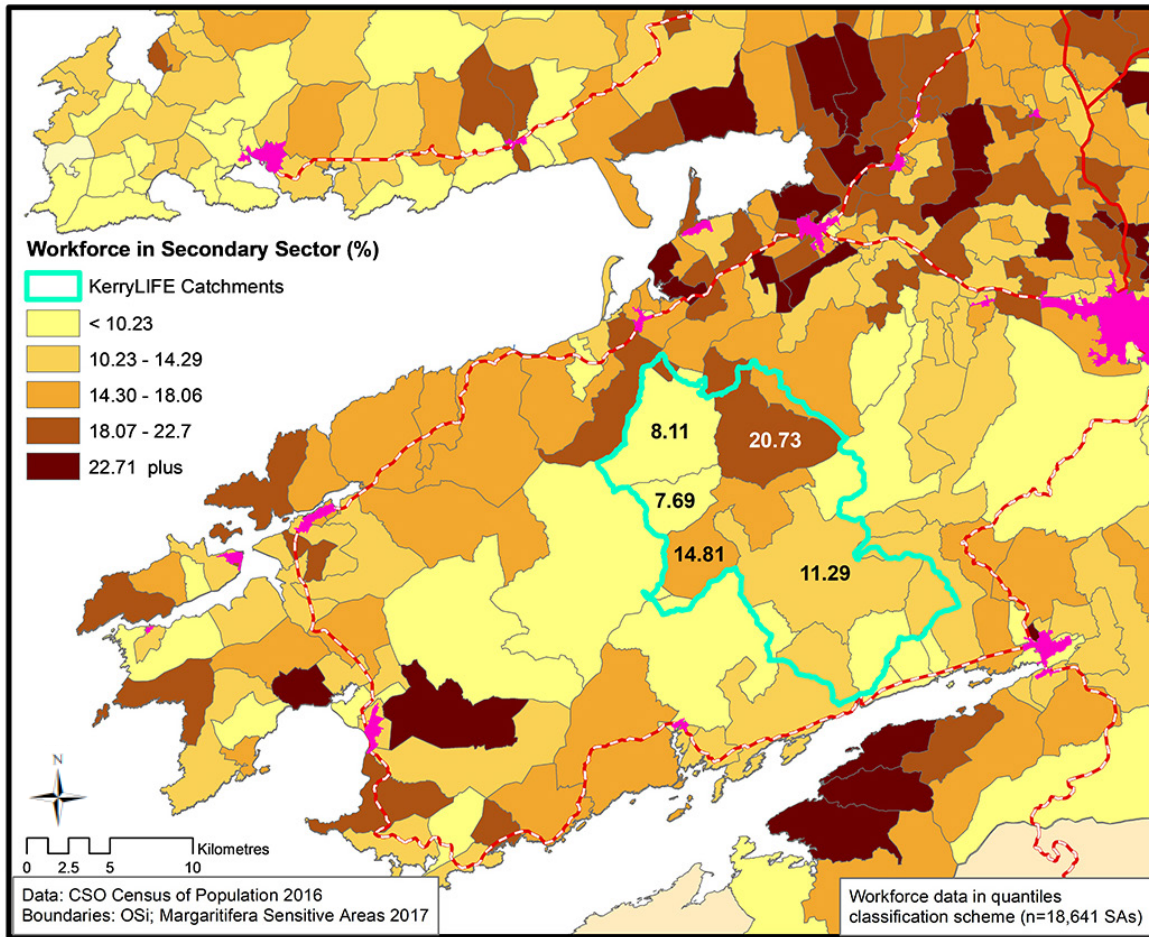 Workforce in Secondary Sector (%)
KerryLIFE Catchments
< 10.23
10.23 - 14.29
14.30 - 18.06
18.07 - 22.7
22.71 plus
8.11
20.73
7.69
14.81
11.29
N
0 2.5 5 10
Kilometres
Data: CSO Census of Population 2016
Boundaries: OSi; Margaritifera Sensitive Areas 2017
Workforce data in quantiles
classification scheme (n=18,641 SAs)